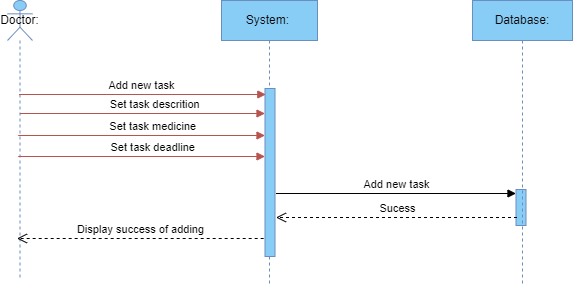 Doctor:
System:
Database:
Add new task
Set task descrition
Set task medicine
Set task deadline
Add new task
Sucess
Display success of adding